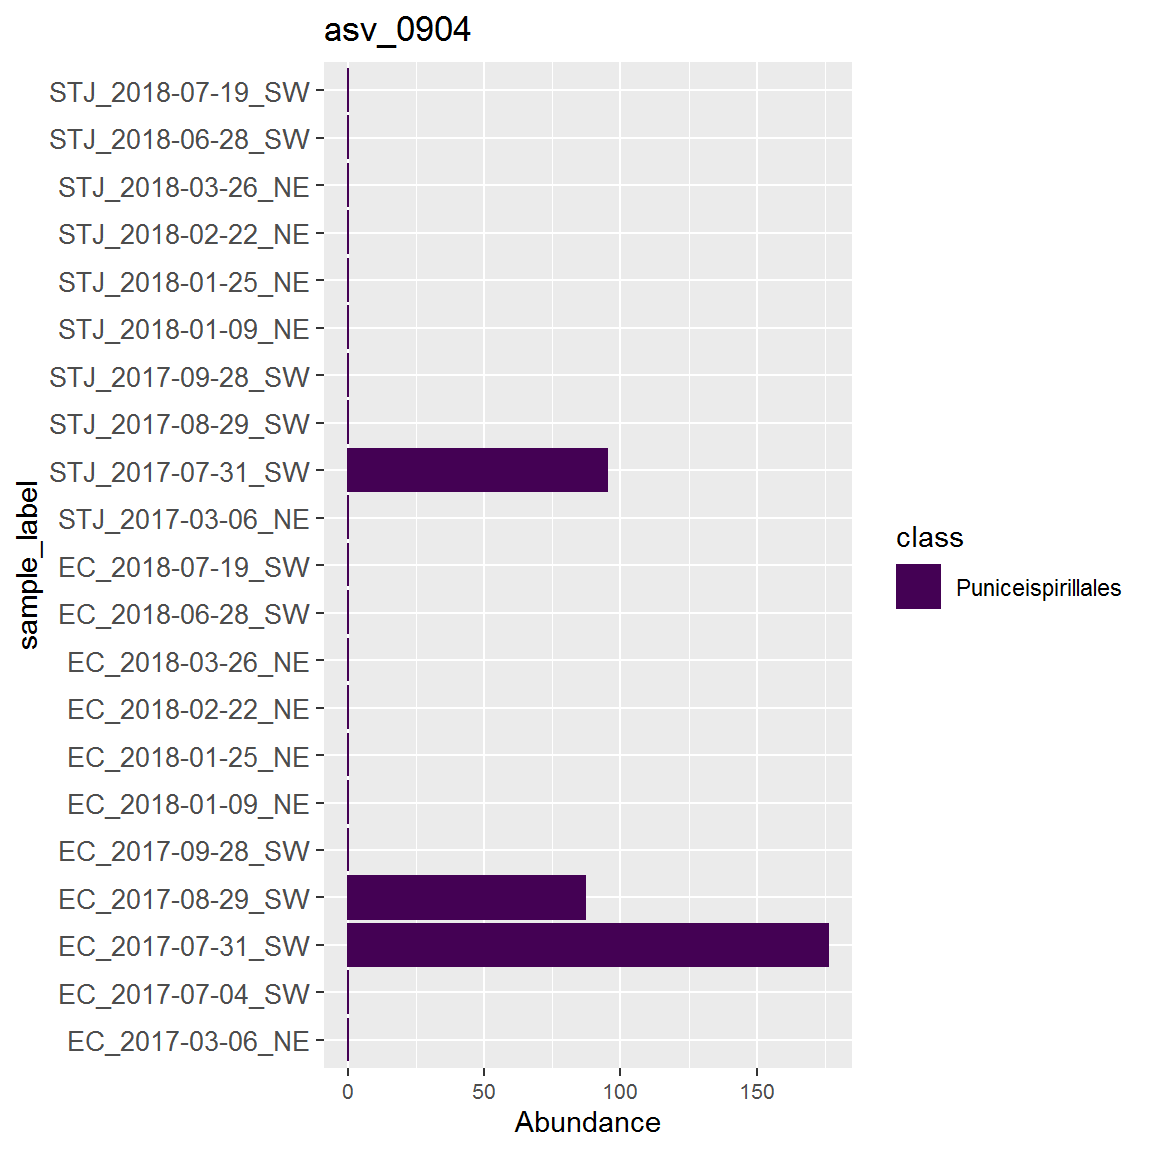 asv_0904
STJ_2018-07-19_SW
STJ_2018-06-28_SW
STJ_2018-03-26_NE
STJ_2018-02-22_NE
STJ_2018-01-25_NE
STJ_2018-01-09_NE
STJ_2017-09-28_SW
STJ_2017-08-29_SW
STJ_2017-07-31_SW
STJ_2017-03-06_NE
EC_2018-07-19_SW
EC_2018-06-28_SW
EC_2018-03-26_NE
EC_2018-02-22_NE
EC_2018-01-25_NE
EC_2018-01-09_NE
EC_2017-09-28_SW
EC_2017-08-29_SW
EC_2017-07-31_SW
EC_2017-07-04_SW
EC_2017-03-06_NE
sample_label
0 50 100 150
Abundance
class
Puniceispirillales